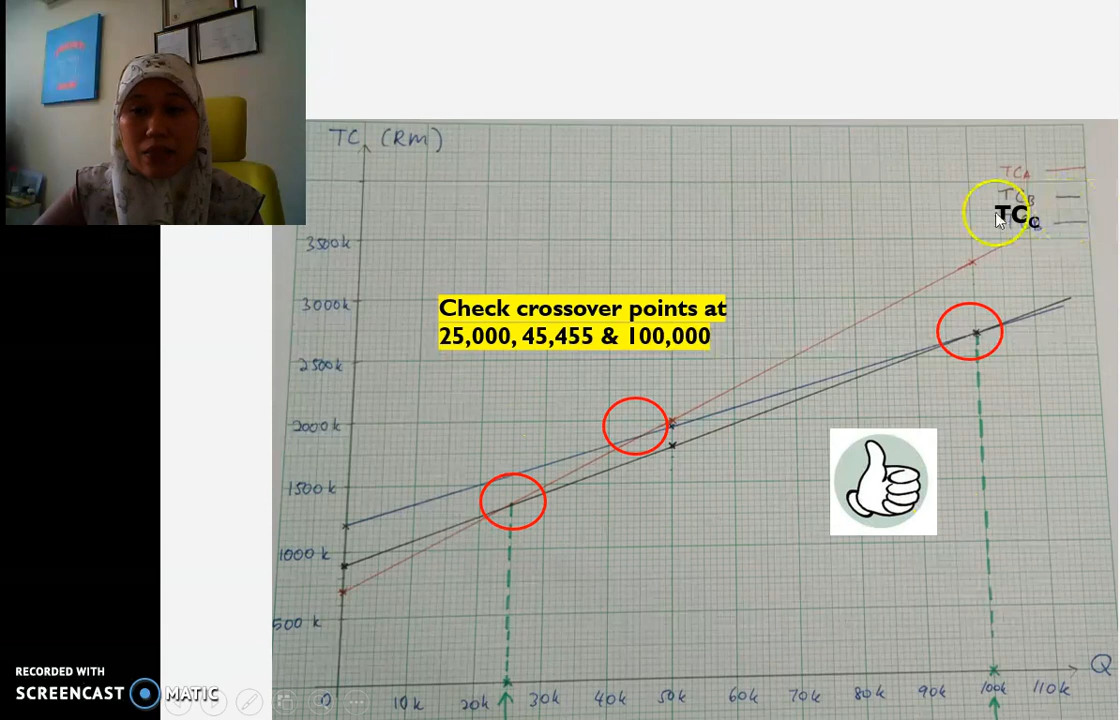 TC (RM)
TCA
TCB
TCC
3500k
3000k
2500k
2000k
1500k
1000k
500k
Check crossover points at
25,000, 45,455 & 100,000
0 10k 20k 30k 40k 50k 60k 70k 80k 90k 100k 110k
Q
RECORDED WITH
SCREENCAST MATIC